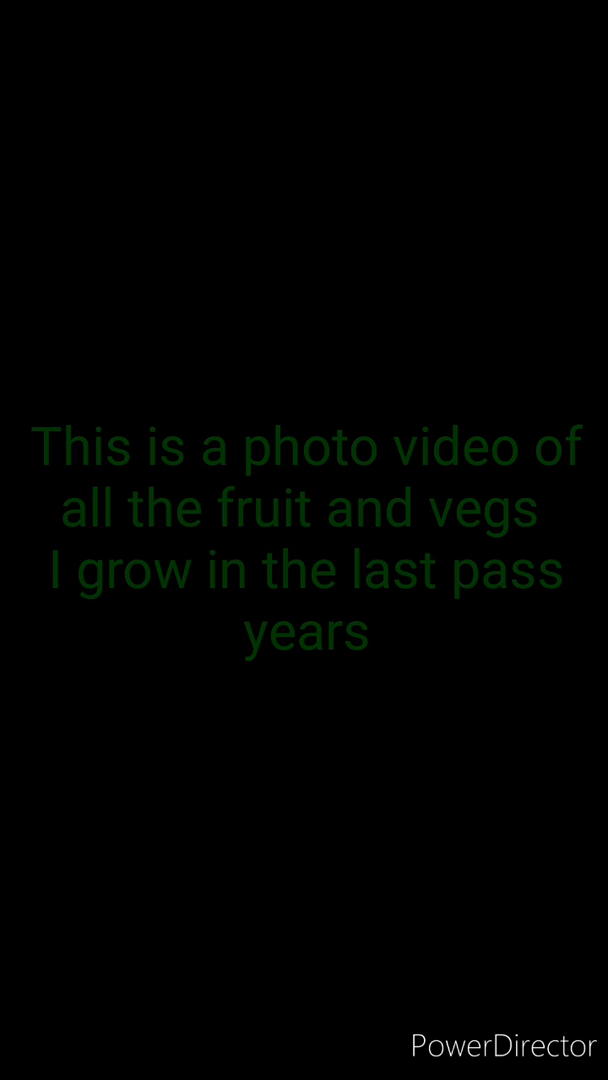 This is a photo video of
all the fruit and vegs
I grow in the last pass
years
PowerDirector